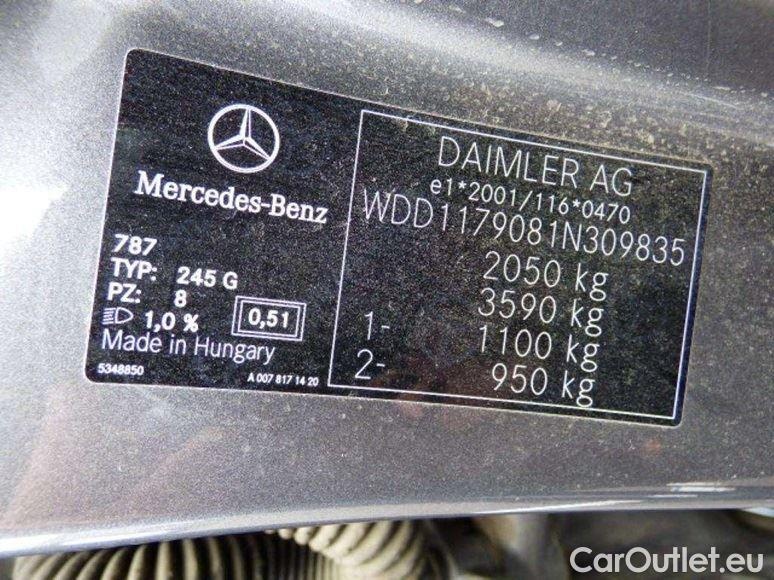 Mercedes-Benz
787
TYP: 245 G
PZ: 8
1,0 % 0,51
Made in Hungary
5348850 A 007 817 14 20
DAIMLER AG
e1*2001/116*0470
WDD1179081N309835
2050 kg
3590 kg
1- 1100 kg
2- 950 kg
CarOutlet.eu